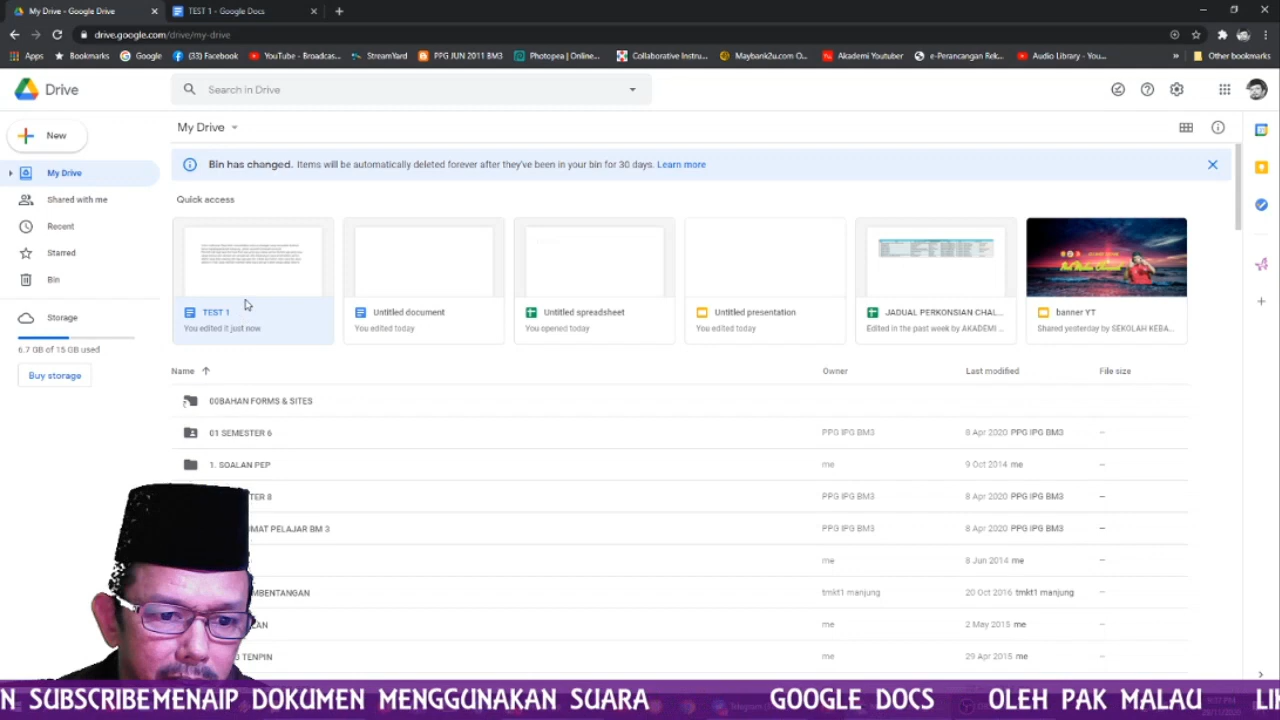 My Drive - Google Drive
TEST 1 - Google Docs
drive.google.com/drive/my-drive
Apps
Bookmarks
Google
(33) Facebook
YouTube - Broadcas...
StreamYard
PPG JUN 2011 BM3
Photopea | Online...
Collaborative Instru...
Maybank2u.com O...
Akademi Youtuber
e-Perancangan Rek...
Audio Library - You...
Other bookmarks
Drive
Search in Drive
New
My Drive
Bin has changed. Items will be automatically deleted forever after they've been in your bin for 30 days. Learn more
My Drive
Shared with me
Recent
Starred
Bin
Storage
6.7 GB of 15 GB used
Buy storage
Quick access
TEST 1
You edited it just now
Untitled document
You edited today
Untitled spreadsheet
You opened today
Untitled presentation
You edited today
JADUAL PERKONSIAN CHAL...
Edited in the past week by AKADEMI ...
banner YT
Shared yesterday by SEKOLAH KEBA...
Name Owner Last modified File size
00BAHAN FORMS & SITES
01 SEMESTER 6 PPG IPG BM3 8 Apr 2020 PPG IPG BM3 –
1. SOALAN PEP me 9 Oct 2014 me –
TER 8 PPG IPG BM3 8 Apr 2020 PPG IPG BM3 –
MAT PELAJAR BM 3 PPG IPG BM3 8 Apr 2020 PPG IPG BM3 –
me 8 Jun 2014 me –
MBENTANGAN tmkt1 manjung 20 Oct 2016 tmkt1 manjung –
LAN me 2 May 2015 me –
TENPIN me 29 Apr 2015 me –
N SUBSCRIBEMENAIP DOKUMEN MENGGUNAKAN SUARA GOOGLE DOCS OLEH PAK MALAU LI